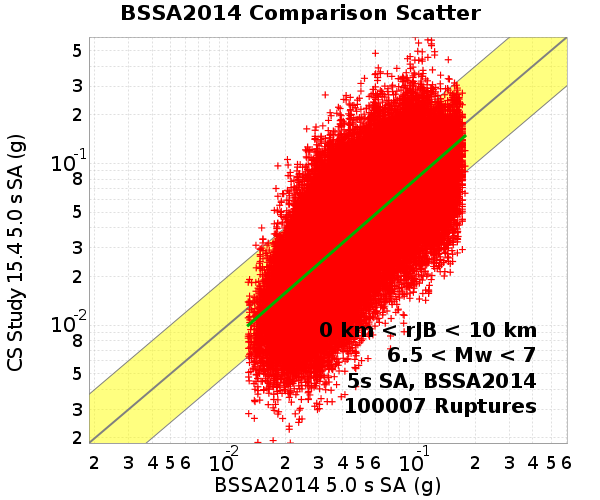 BSSA2014 Comparison Scatter
CS Study 15.4 5.0 s SA (g)
5
3
2
10-1
8
5
3
2
10-2
8
5
3
2
0 km < rJB < 10 km
6.5 < Mw < 7
5s SA, BSSA2014
100007 Ruptures
2 3 4 5 6 10-2 2 3 4 5 6 10-1 2 3 4 5 6
BSSA2014 5.0 s SA (g)